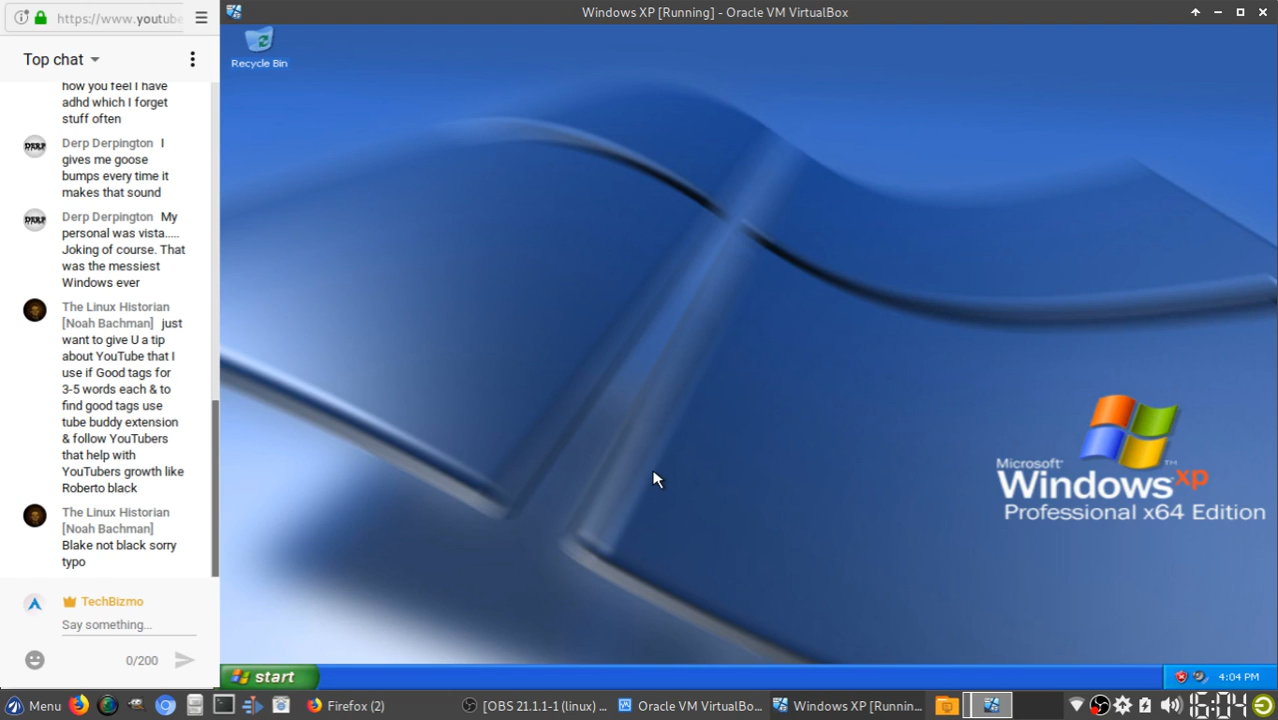 https://www.youtube
Windows XP [Running] - Oracle VM VirtualBox
Top chat
how you feel I have
adhd which I forget
stuff often
Derp Derpington I
gives me goose
bumps every time it
makes that sound
Derp Derpington My
personal was vista.....
Joking of course. That
was the messiest
Windows ever
The Linux Historian
[Noah Bachman] just
want to give U a tip
about YouTube that I
use if Good tags for
3-5 words each & to
find good tags use
tube buddy extension
& follow YouTubers
that help with
YouTubers growth like
Roberto black
The Linux Historian
[Noah Bachman]
Blake not black sorry
typo
TechBizmo
Say something...
0/200
Recycle Bin
Microsoft
Windows xp
Professional x64 Edition
start
4:04 PM
Menu
Firefox (2)
[OBS 21.1.1-1 (linux) ...
Oracle VM VirtualBo...
Windows XP [Runnin...
16:04